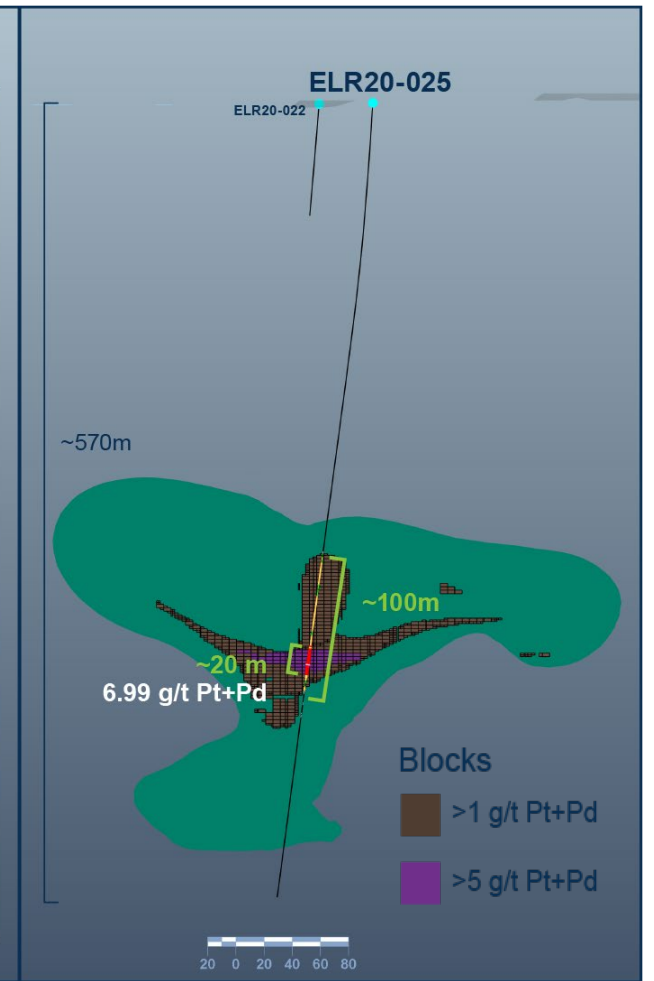 ELR20-025
ELR20-022
~570m
~100m
~20 m
6.99 g/t Pt+Pd
Blocks
>1 g/t Pt+Pd
>5 g/t Pt+Pd
20 0 20 40 60 80